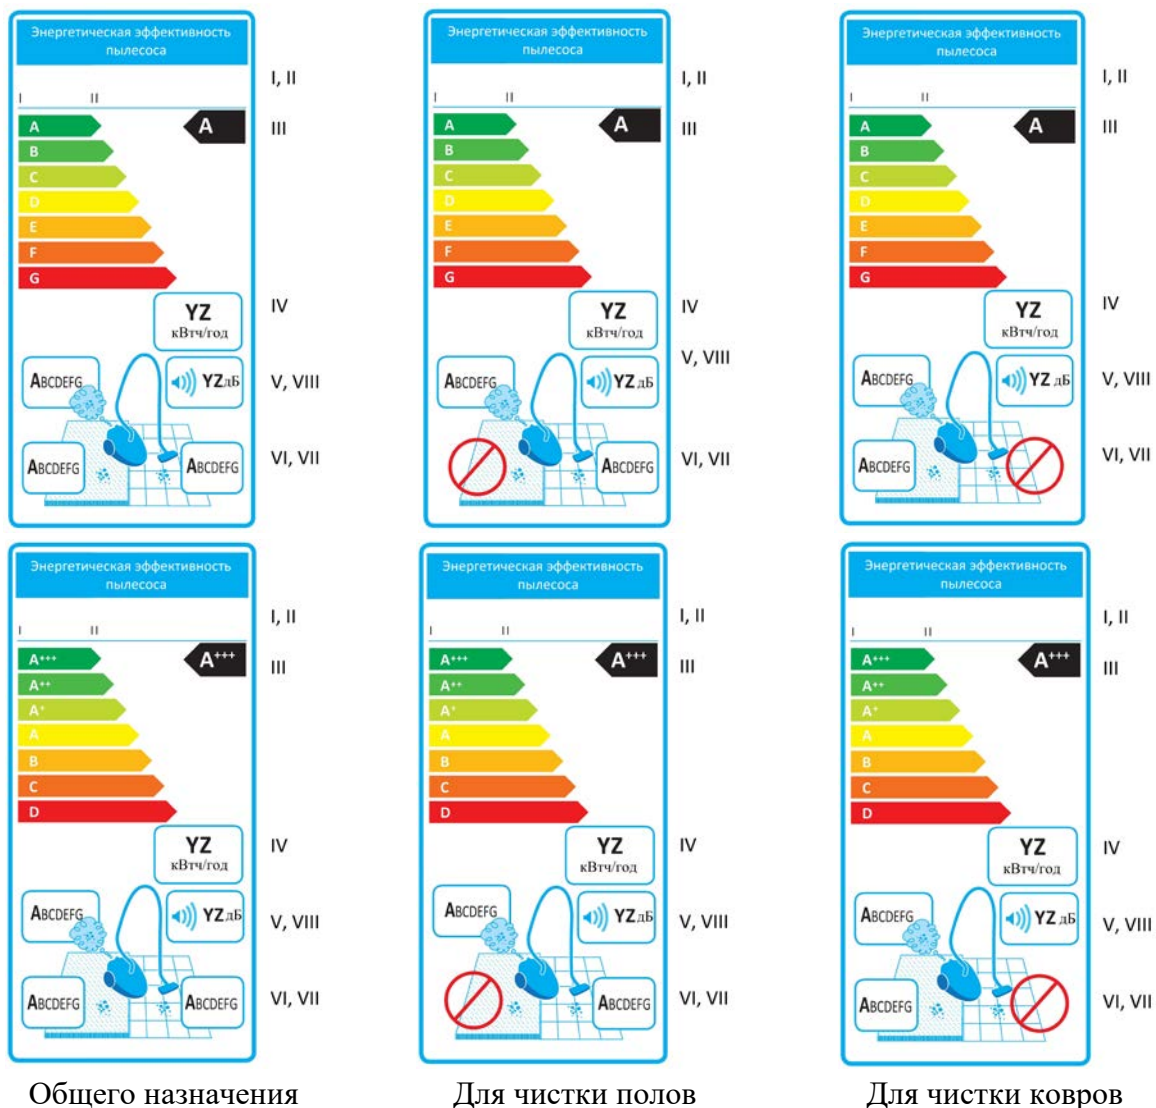 Энергетическая эффективность
пылесоса
I, II
I II
A A III
B
C
D
E
F
G
YZ IV
кВтч/год
ABCDEFG YZдБ V, VIII
ABCDEFG ABCDEFG VI, VII
Энергетическая эффективность
пылесоса
I, II
I II
A A III
B
C
D
E
F
G
YZ IV
кВтч/год
V, VIII
ABCDEFG YZ дБ
ABCDEFG VI, VII
Энергетическая эффективность
пылесоса
I, II
I II
A A III
B
C
D
E
F
G
YZ IV
кВтч/год
ABCDEFG YZ дБ V, VIII
ABCDEFG VI, VII
Энергетическая эффективность
пылесоса
I, II
I II
A+++ A+++ III
A++
A+
A
B
C
D
YZ IV
кВтч/год
ABCDEFG YZдБ V, VIII
ABCDEFG ABCDEFG VI, VII
Общего назначения
Энергетическая эффективность
пылесоса
I, II
I II
A+++ A+++ III
A++
A+
A
B
C
D
YZ IV
кВтч/год
ABCDEFG YZ дБ V, VIII
ABCDEFG VI, VII
Для чистки полов
Энергетическая эффективность
пылесоса
I, II
I II
A+++ A+++ III
A++
A+
A
B
C
D
YZ IV
кВтч/год
ABCDEFG YZ дБ V, VIII
ABCDEFG VI, VII
Для чистки ковров